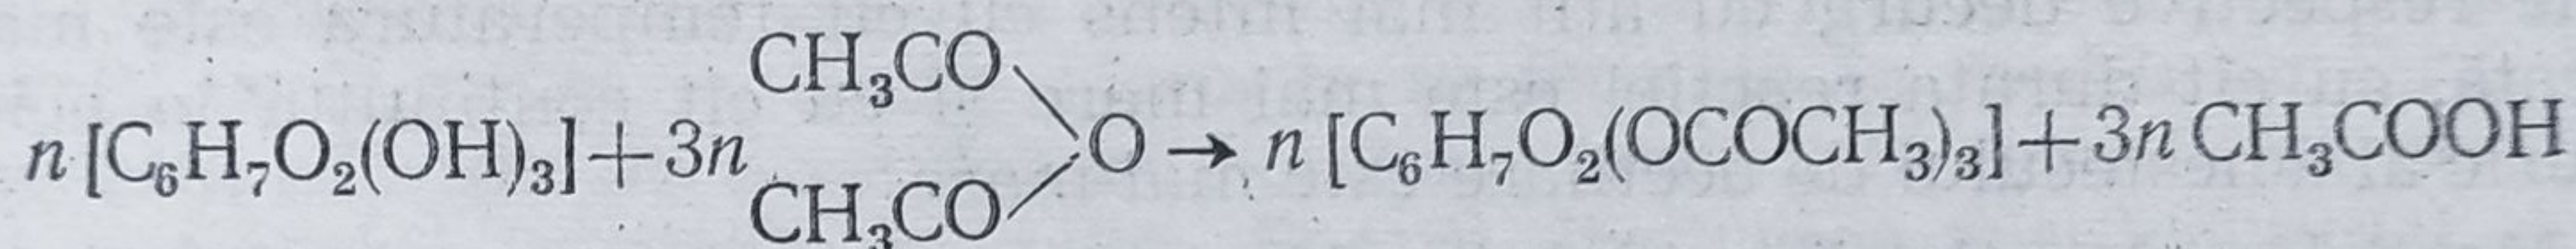 CH₃CO
n [C₆H₇O₂(OH)₃]+3n O → n [C₆H₇O₂(OCOCH₃)₃]+3n CH₃COOH
CH₃CO